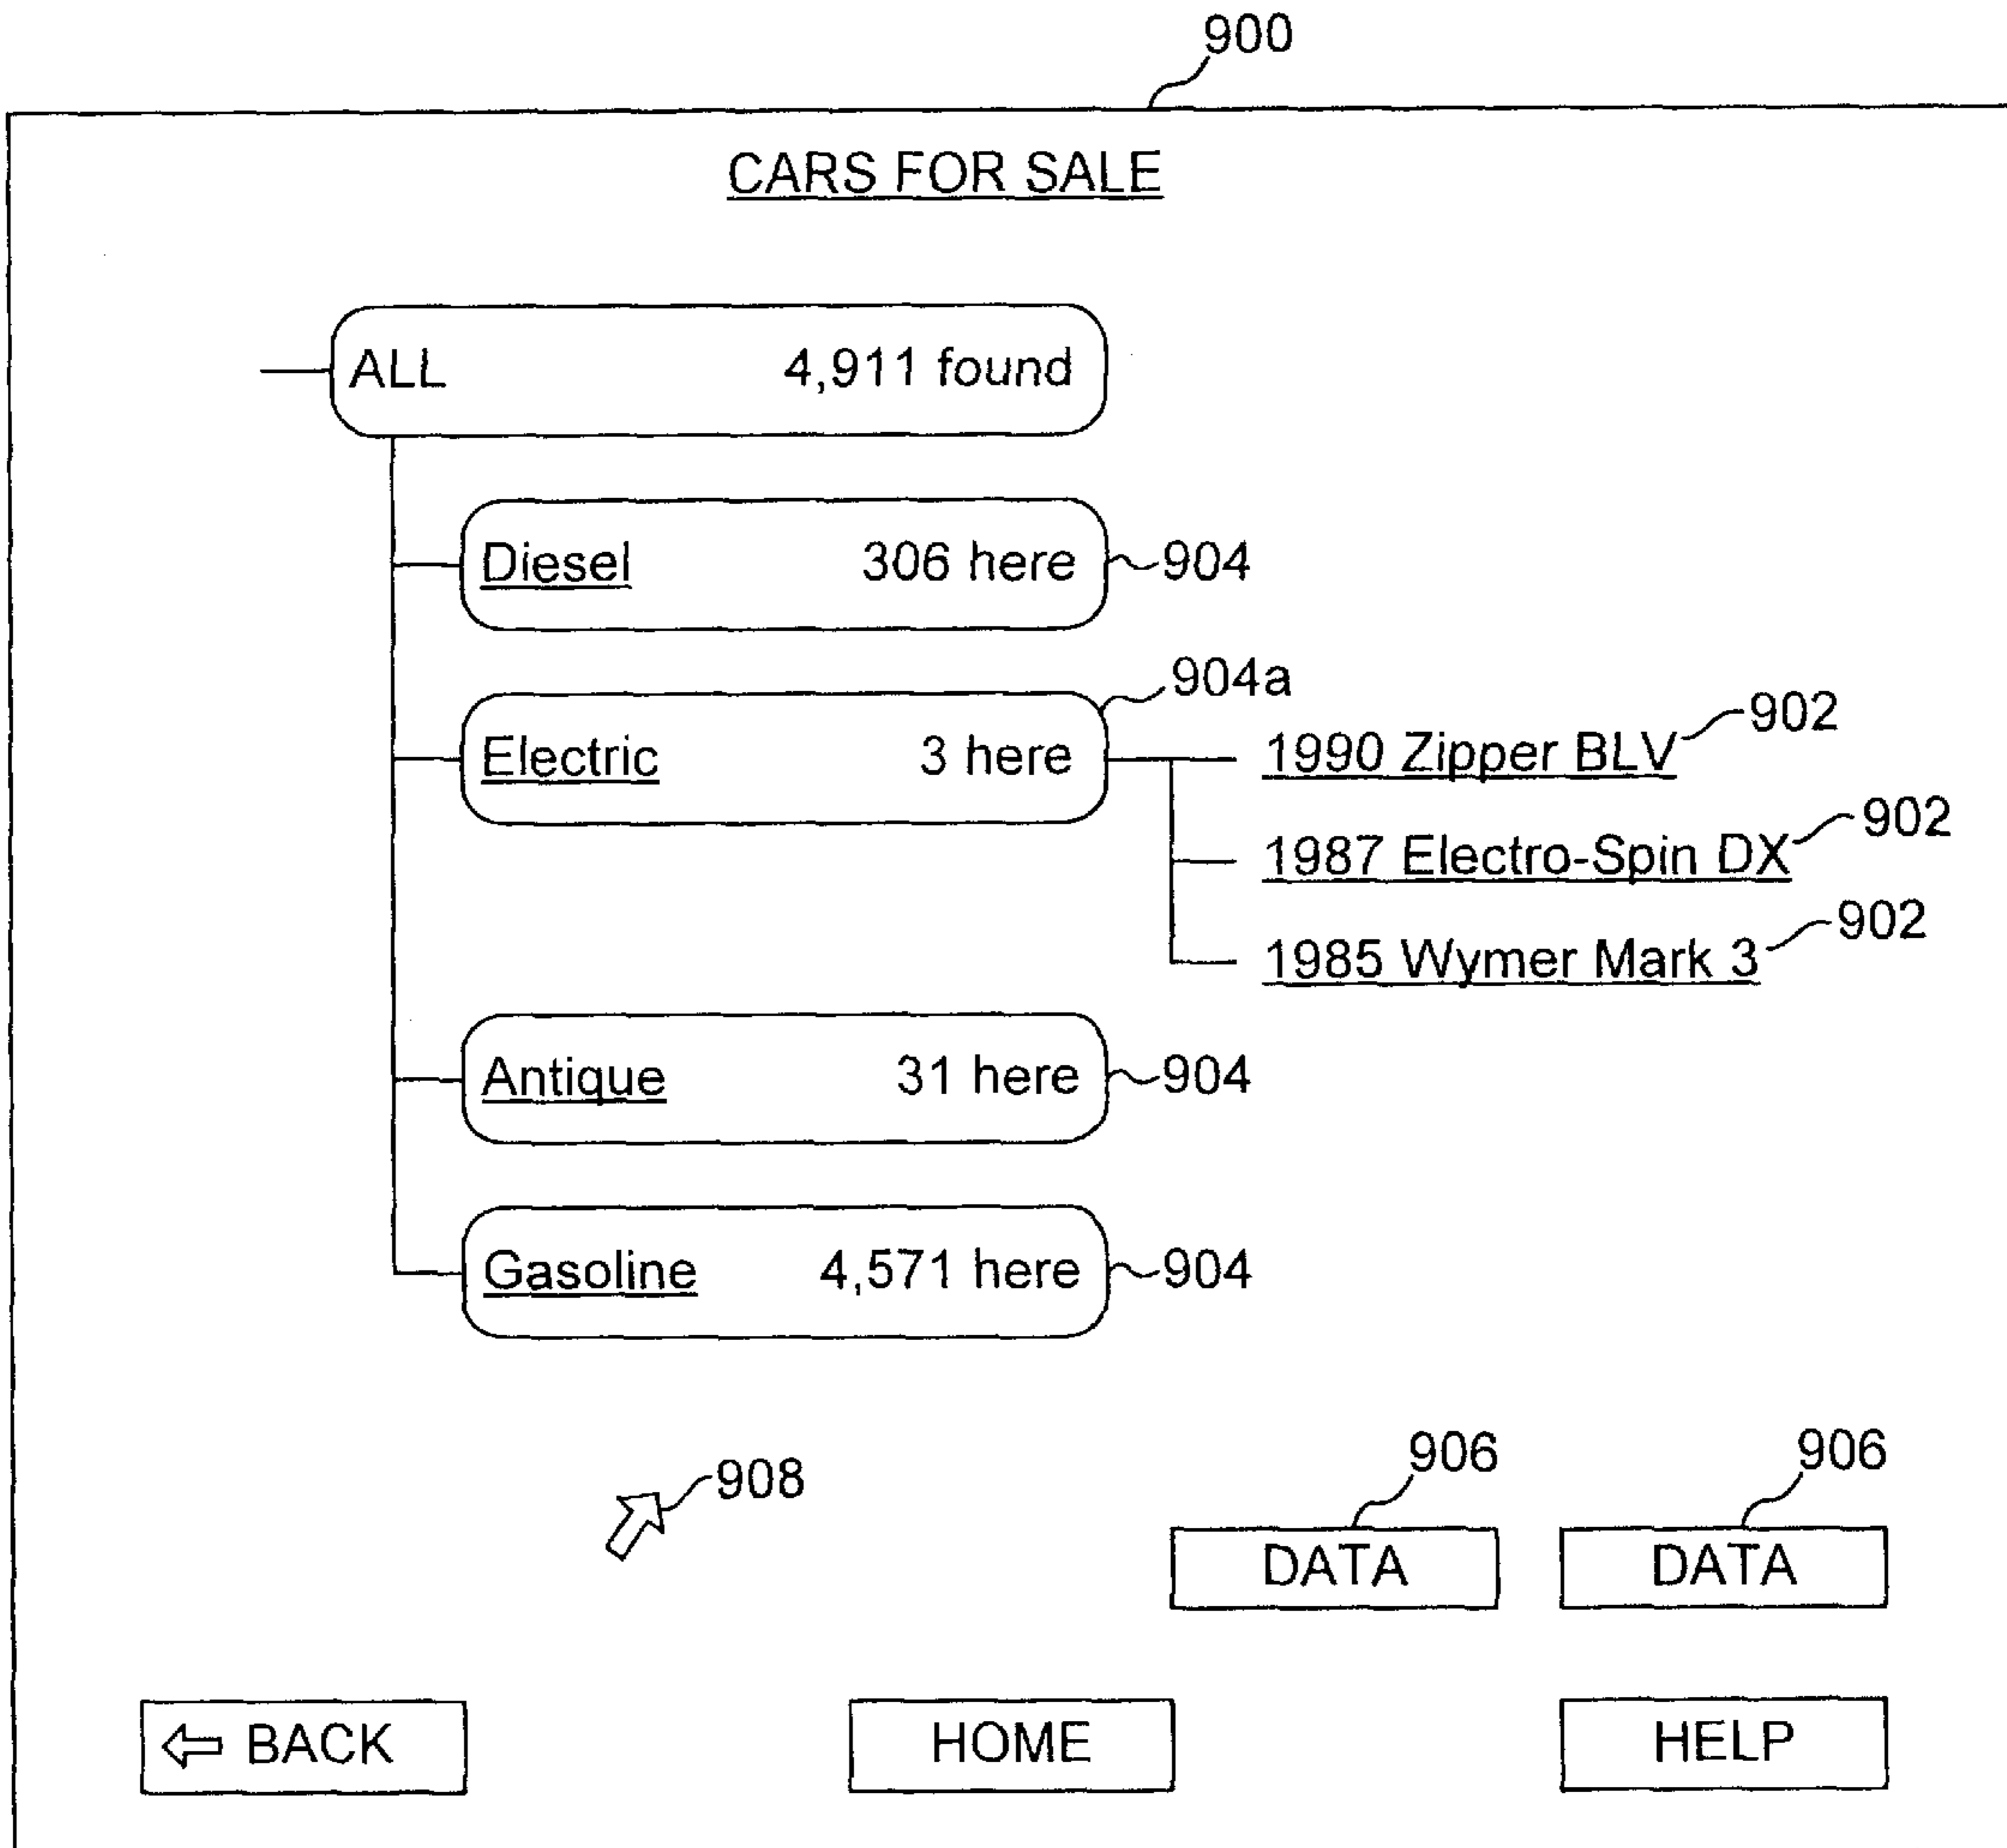 900
CARS FOR SALE
ALL 4,911 found
Diesel 306 here 904
904a
902
Electric 3 here 1990 Zipper BLV
902
1987 Electro-Spin DX
902
1985 Wymer Mark 3
Antique 31 here 904
Gasoline 4,571 here 904
906 906
908
DATA DATA
BACK HOME HELP